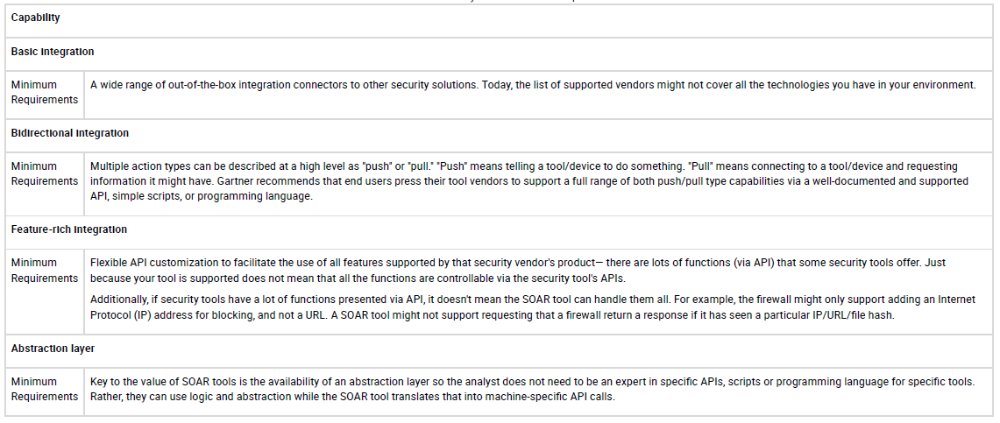 Capability
Basic integration
Minimum
Requirements
A wide range of out-of-the-box integration connectors to other security solutions. Today, the list of supported vendors might not cover all the technologies you have in your environment.
Bidirectional integration
Minimum
Requirements
Multiple action types can be described at a high level as "push" or "pull." "Push" means telling a tool/device to do something. "Pull" means connecting to a tool/device and requesting
information it might have. Gartner recommends that end users press their tool vendors to support a full range of both push/pull type capabilities via a well-documented and supported
API, simple scripts, or programming language.
Feature-rich integration
Minimum
Requirements
Flexible API customization to facilitate the use of all features supported by that security vendor's product— there are lots of functions (via API) that some security tools offer. Just
because your tool is supported does not mean that all the functions are controllable via the security tool's APIs.
Additionally, if security tools have a lot of functions presented via API, it doesn't mean the SOAR tool can handle them all. For example, the firewall might only support adding an Internet
Protocol (IP) address for blocking, and not a URL. A SOAR tool might not support requesting that a firewall return a response if it has seen a particular IP/URL/file hash.
Abstraction layer
Minimum
Requirements
Key to the value of SOAR tools is the availability of an abstraction layer so the analyst does not need to be an expert in specific APIs, scripts or programming language for specific tools.
Rather, they can use logic and abstraction while the SOAR tool translates that into machine-specific API calls.